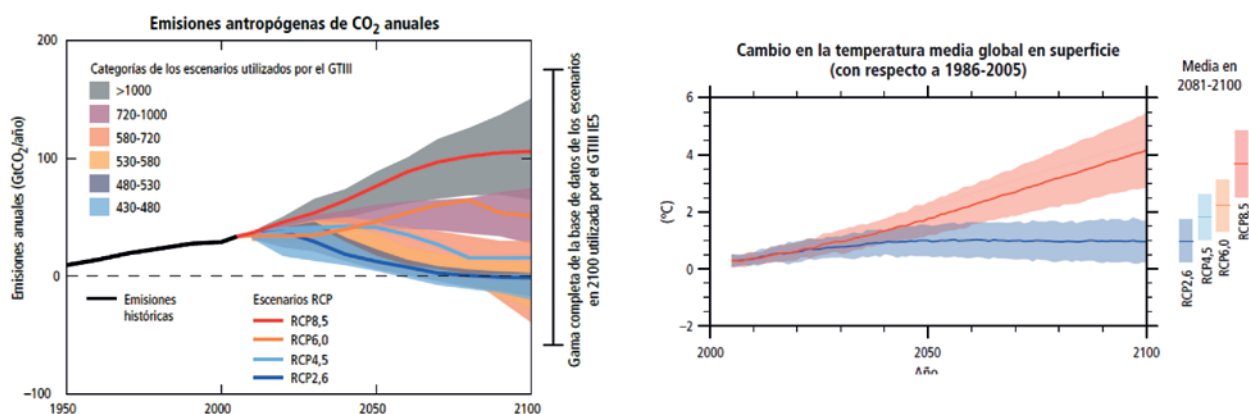 Emisiones antropógenas de CO₂ anuales
Emisiones anuales (GtCO₂/año)
200
100
0
−100
1950
2000
2050
2100
Categorías de los escenarios utilizados por el GTIII
>1000
720-1000
580-720
530-580
480-530
430-480
Emisiones
históricas
Escenarios RCP
RCP8,5
RCP6,0
RCP4,5
RCP2,6
Gama completa de la base de datos de los escenarios
en 2100 utilizada por el GTIII IE5
Cambio en la temperatura media global en superficie
(con respecto a 1986-2005)
(°C)
6
4
2
0
−2
2000
2050
2100
Año
Media en
2081-2100
RCP2,6
RCP4,5
RCP6,0
RCP8,5